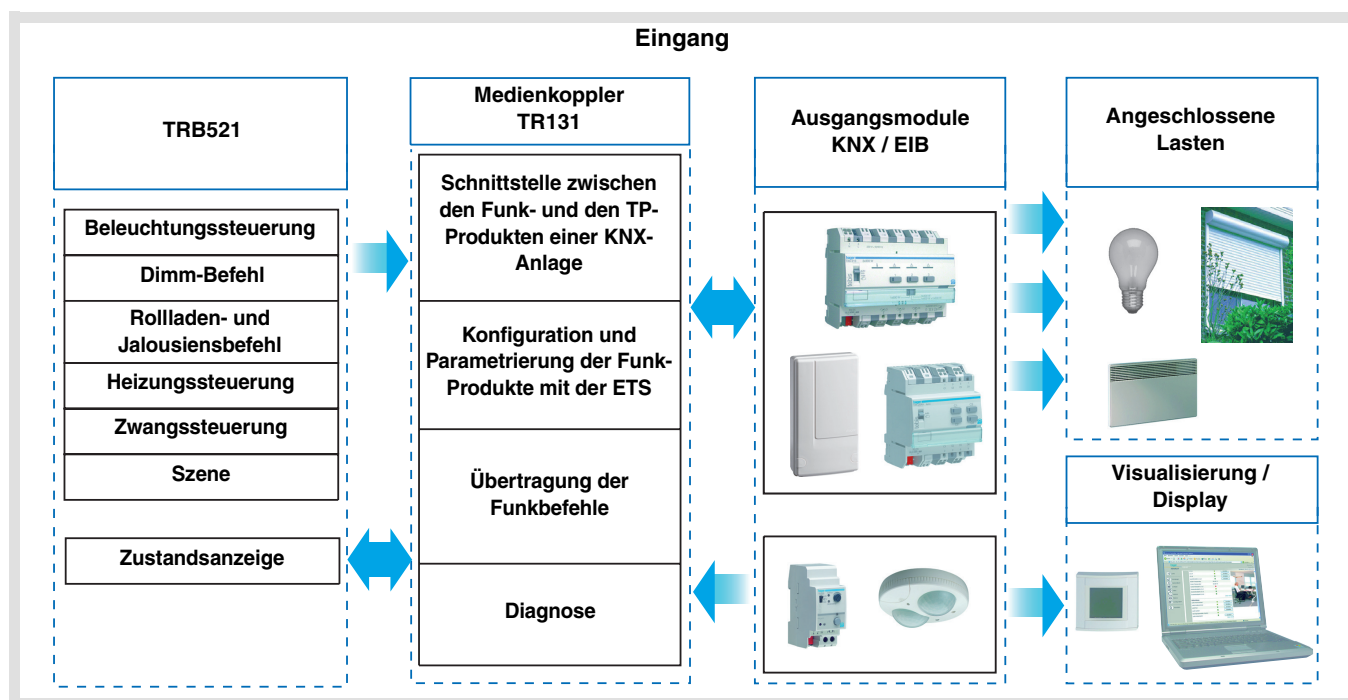 Eingang
TRB521
Beleuchtungssteuerung
Dimm-Befehl
Rollladen- und
Jalousiensbefehl
Heizungssteuerung
Zwangssteuerung
Szene
Zustandsanzeige
Medienkoppler
TR131
Schnittstelle zwischen
den Funk- und den TP-
Produkten einer KNX-
Anlage
Konfiguration und
Parametrierung der Funk-
Produkte mit der ETS
Übertragung der
Funkbefehle
Diagnose
Ausgangsmodule
KNX / EIB
Angeschlossene
Lasten
Visualisierung /
Display